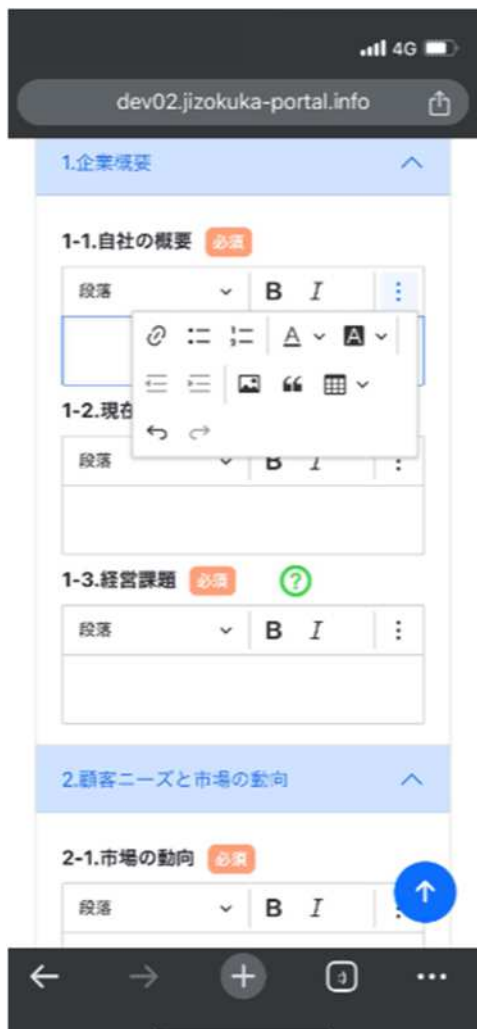 4G
dev02.jizokuka-portal.info
1.企業概要
1-1.自社の概要 必須
段落 B I
A A
1-2.現在
段落 B I
1-3.経営課題 必須 ?
段落 B I
2.顧客ニーズと市場の動向
2-1.市場の動向 必須
段落 B I
:)